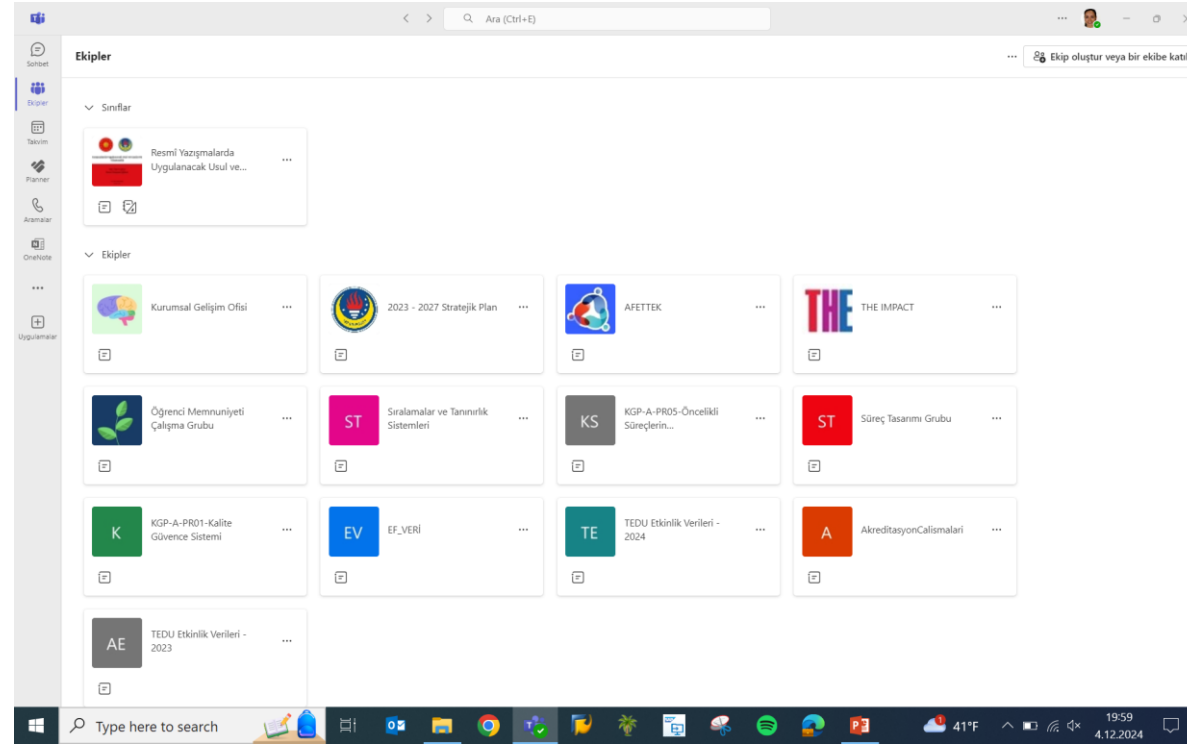 Ara (Ctrl+E)
Sohbet
Ekipler
Ekip oluştur veya bir ekibe katıl
Ekipler
Sınıflar
Takvim
Resmî Yazışmalarda
Uygulanacak Usul ve...
Planner
Aramalar
OneNote
Ekipler
Uygulamalar
Kurumsal Gelişim Ofisi
2023 - 2027 Stratejik Plan
AFETTEK
THE
THE IMPACT
Öğrenci Memnuniyeti
Çalışma Grubu
ST
Sıralamalar ve Tanınırlık
Sistemleri
KS
KGP-A-PR05-Öncelikli
Süreçlerin...
ST
Süreç Tasarımı Grubu
K
KGP-A-PR01-Kalite
Güvence Sistemi
EV
EF_VERİ
TE
TEDU Etkinlik Verileri -
2024
A
AkreditasyonCalismalari
AE
TEDU Etkinlik Verileri -
2023
Type here to search
41°F
19:59
4.12.2024